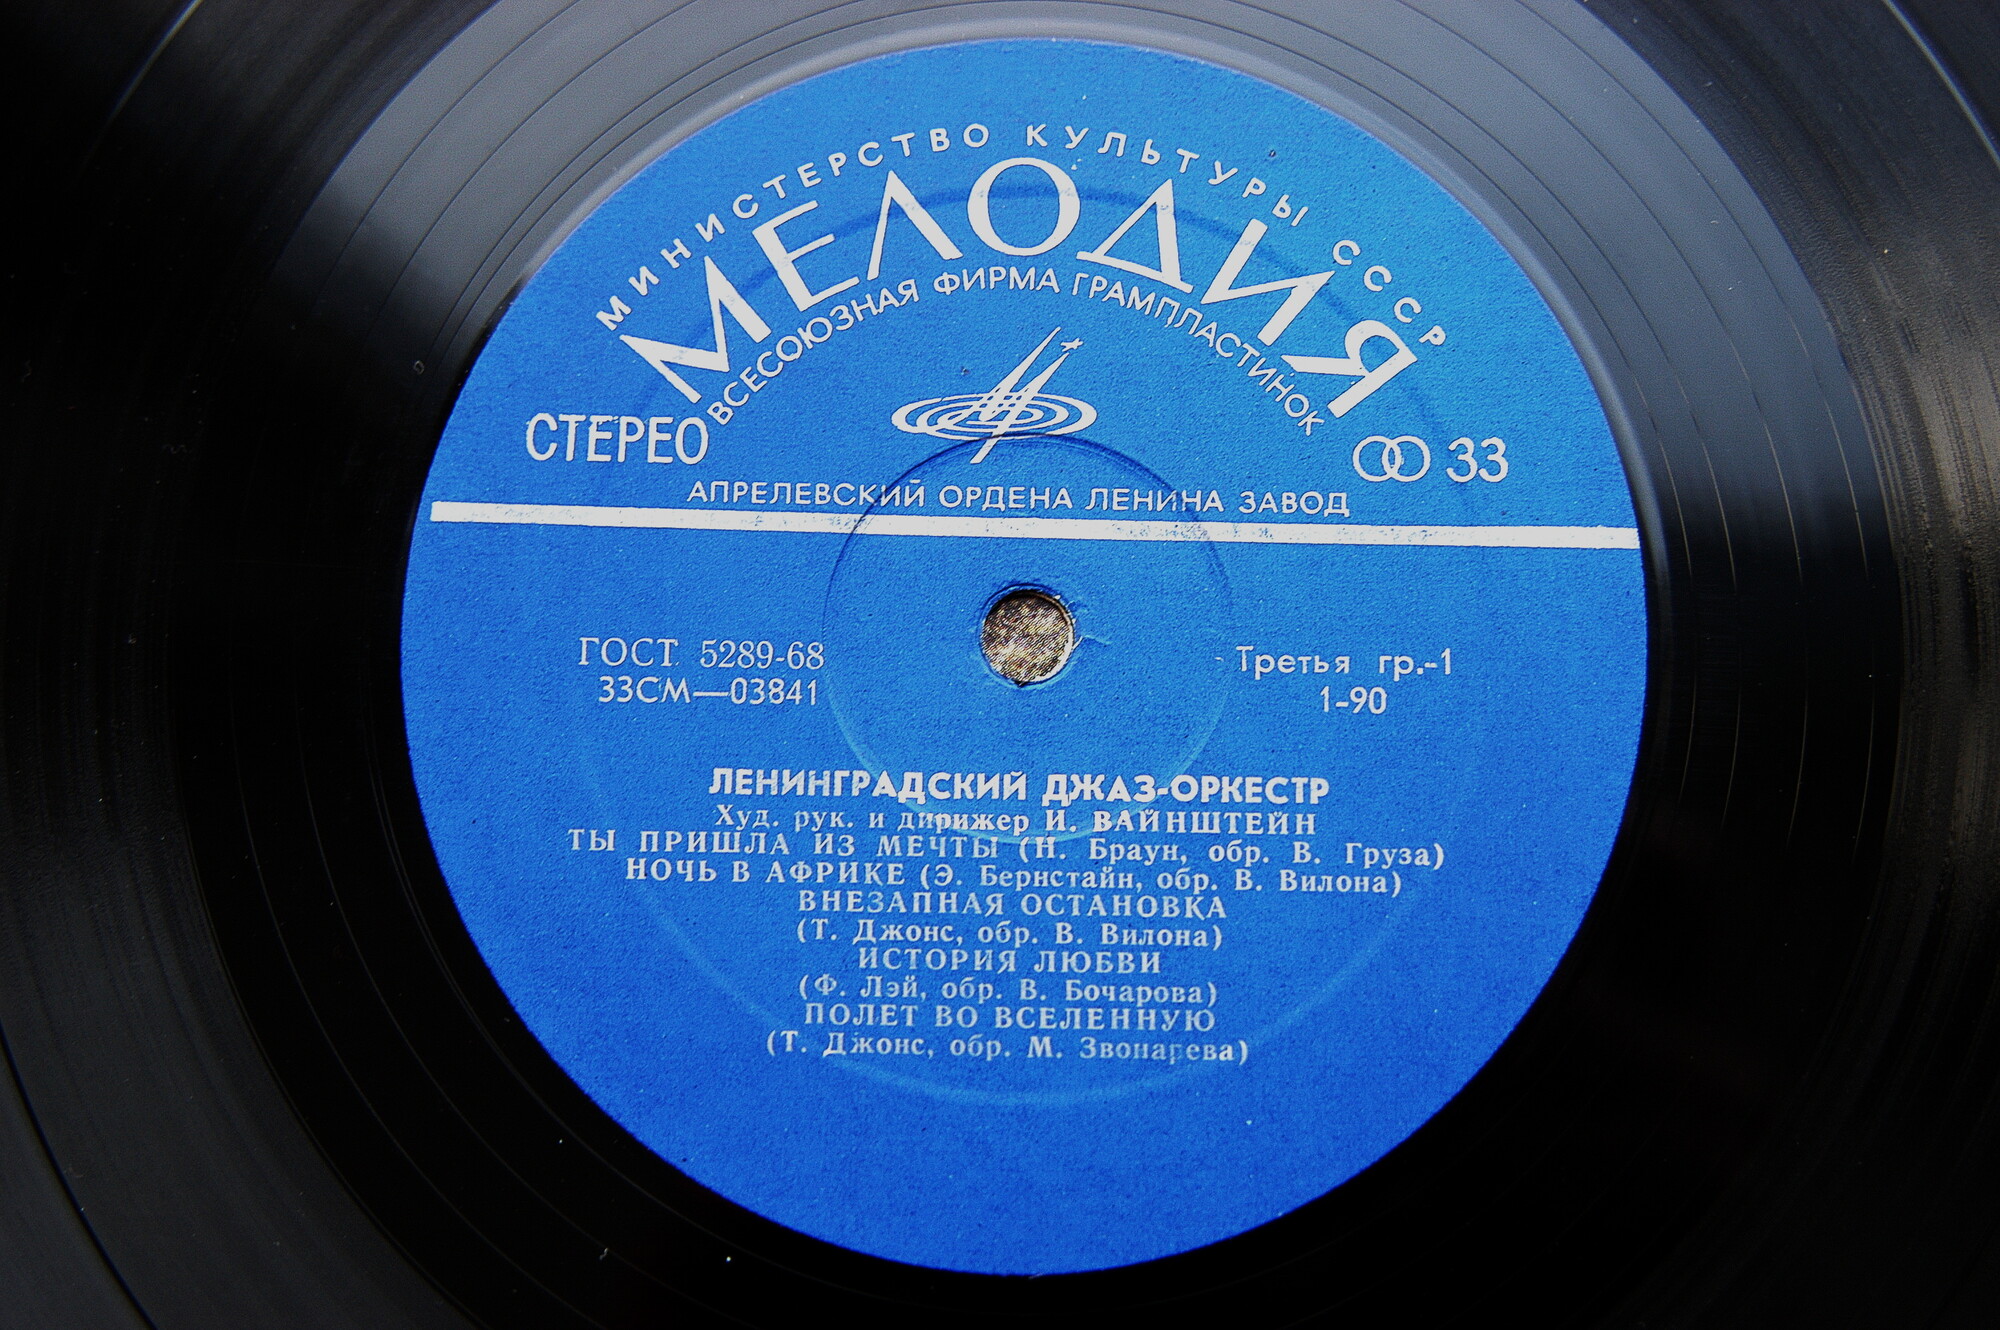 МИНИСТЕРСТВО КУЛЬТУРЫ СССР
МЕЛОДИЯ
ВСЕСОЮЗНАЯ ФИРМА ГРАМПЛАСТИНОК
СТЕРЕО
33
АПРЕЛЕВСКИЙ ОРДЕНА ЛЕНИНА ЗАВОД
ГОСТ 5289-68
33СМ—03841
Третья гр.-1
1-90
ЛЕНИНГРАДСКИЙ ДЖАЗ-ОРКЕСТР
Худ. рук. и дирижер И. ВАЙНШТЕЙН
ТЫ ПРИШЛА ИЗ МЕЧТЫ (Н. Браун, обр. В. Груза)
НОЧЬ В АФРИКЕ (Э. Бернстайн, обр. В. Вилона)
ВНЕЗАПНАЯ ОСТАНОВКА
(Т. Джонс, обр. В. Вилона)
ИСТОРИЯ ЛЮБВИ
(Ф. Лэй, обр. В. Бочарова)
ПОЛЕТ ВО ВСЕЛЕННУЮ
(Т. Джонс, обр. М. Звонарева)